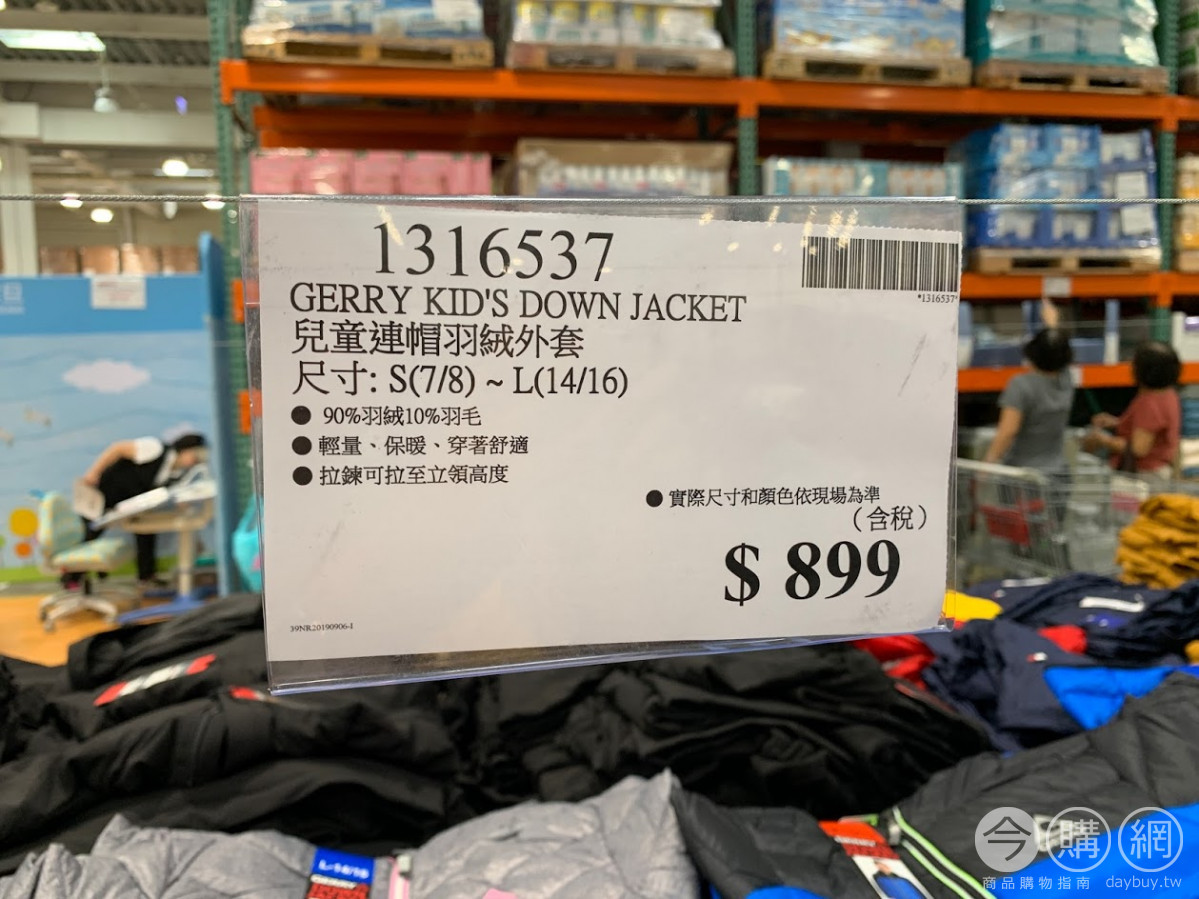 1316537
*1316537*
GERRY KID'S DOWN JACKET
兒童連帽羽絨外套
尺寸: S(7/8) ~ L(14/16)
● 90%羽絨10%羽毛
● 輕量、保暖、穿著舒適
● 拉鍊可拉至立領高度
● 實際尺寸和顏色依現場為準
（含稅）
$ 899
39NR20190906-I
L-14/16
今購網
商品購物指南 daybuy.tw